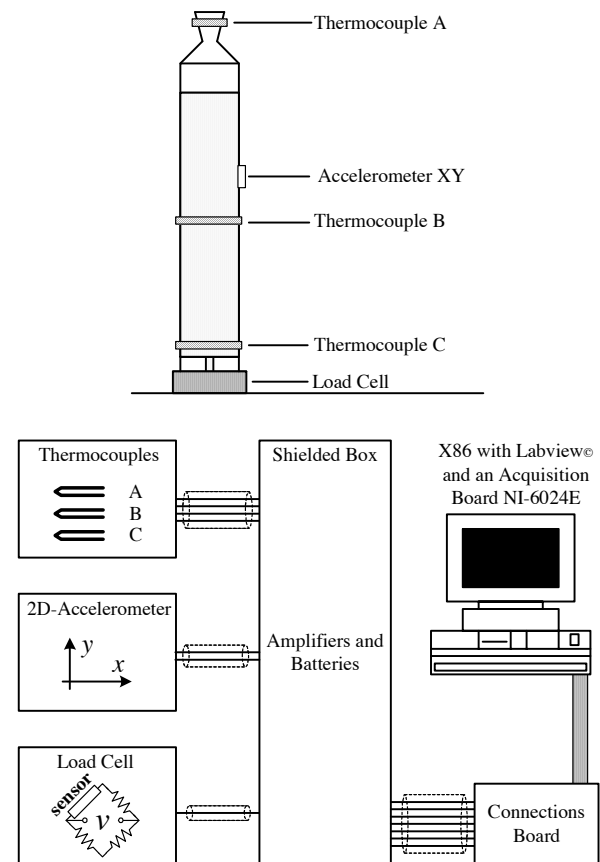 Thermocouple A
Accelerometer XY
Thermocouple B
Thermocouple C
Load Cell
Thermocouples
A
B
C
Shielded Box
X86 with Labview©
and an Acquisition
Board NI-6024E
2D-Accelerometer
y
x
Amplifiers and
Batteries
Load Cell
sensor
v
Connections
Board